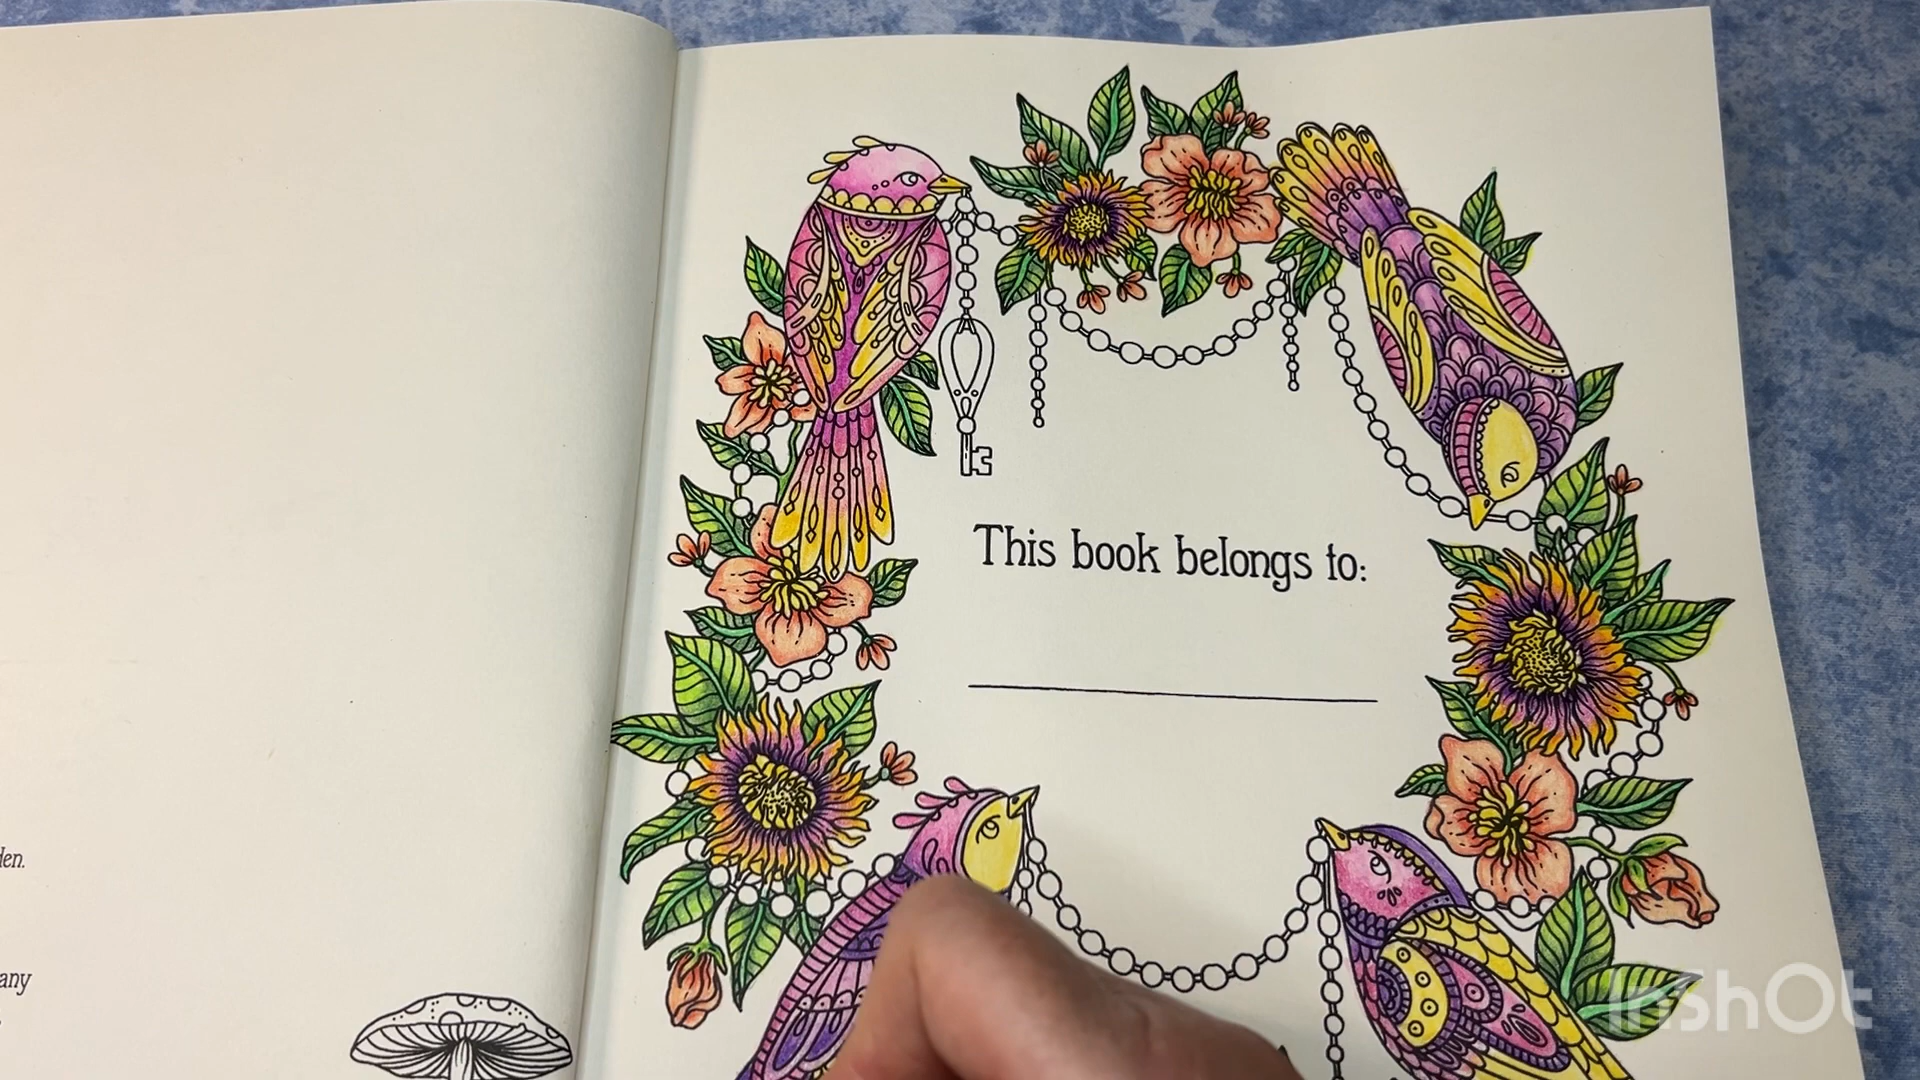 den.
any
This book belongs to:
InshOt